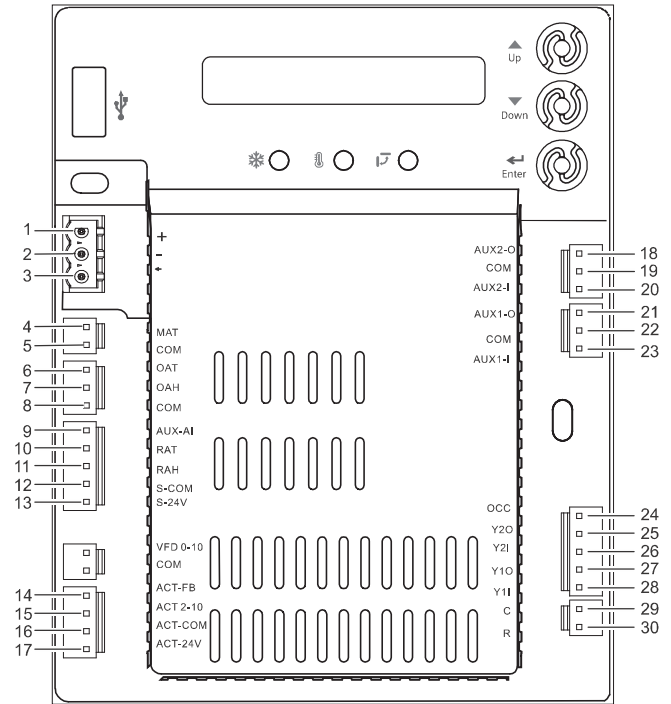 Up
Down
Enter
1
2
3
+
-
4
5
MAT
COM
6
7
8
OAT
OAH
COM
9
10
11
12
13
AUX-AI
RAT
RAH
S-COM
S-24V
VFD 0-10
COM
14
15
16
17
ACT-FB
ACT 2-10
ACT-COM
ACT-24V
AUX2-O
COM
AUX2-I
18
19
20
AUX1-O
COM
AUX1-I
21
22
23
OCC
Y2O
Y2I
Y1O
Y1I
24
25
26
27
28
C
R
29
30